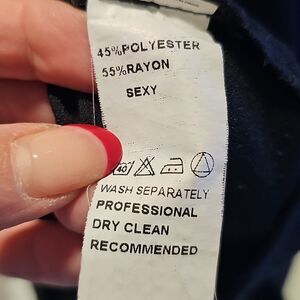 45%POLYESTER
55%RAYON
SEXY
40
WASH SEPARATELY
PROFESSIONAL
DRY CLEAN
RECOMMENDED